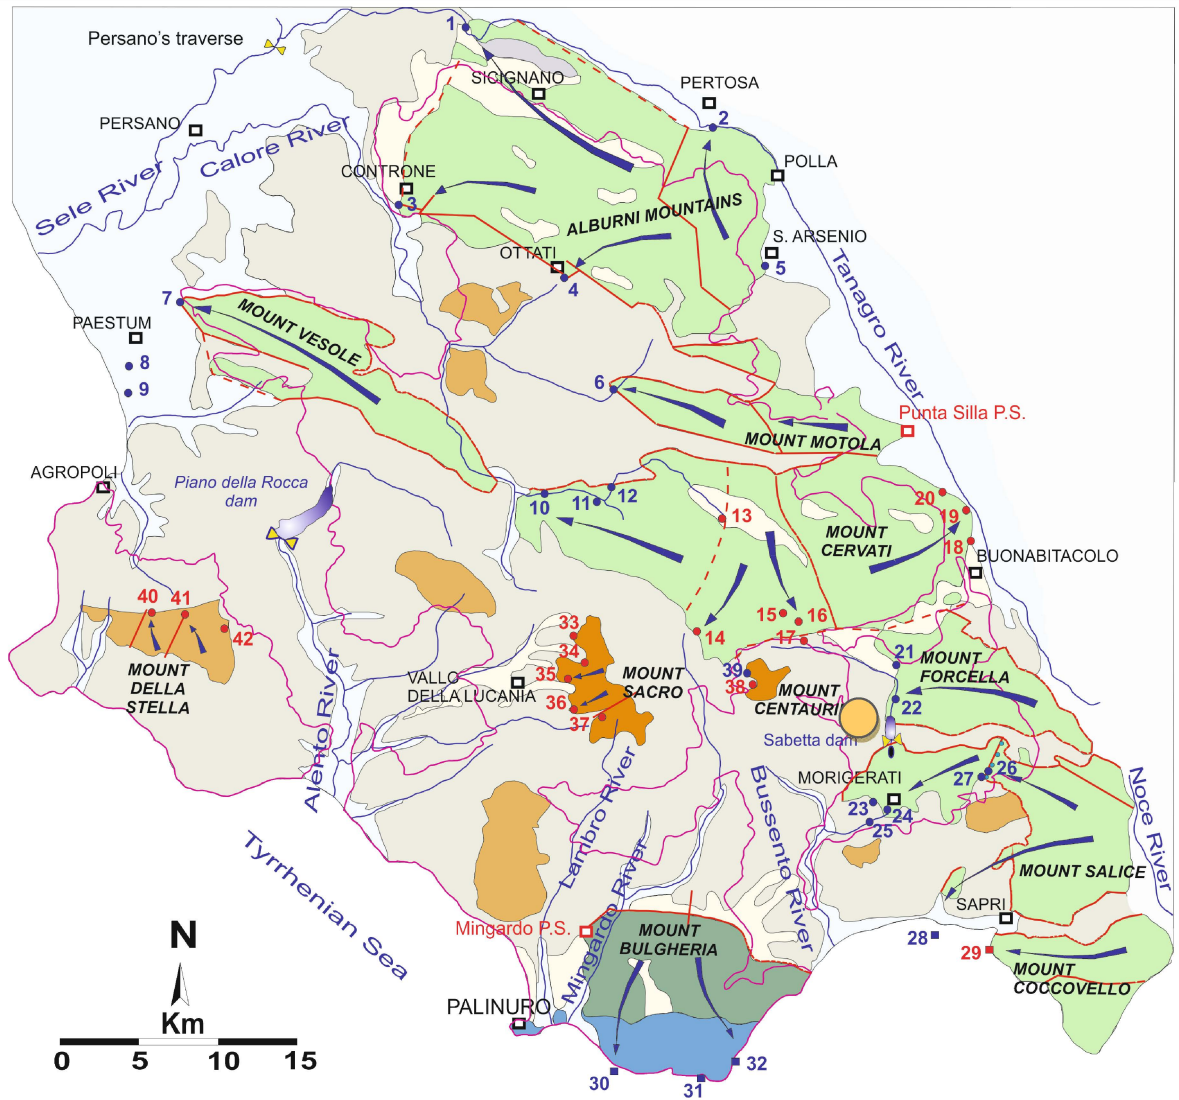 1
Persano's traverse
SICIGNANO
PERTOSA
2
PERSANO
Calore River
POLLA
CONTRONE
3
Sele River
ALBURNI MOUNTAINS
S. ARSENIO
5
OTTATI
4
Tanagro River
7
MOUNT VESOLE
PAESTUM
8
9
6
Punta Silla P.S.
MOUNT MOTOLA
AGROPOLI
Piano della Rocca
dam
10
11
12
13
20
19
18
MOUNT
CERVATI
BUONABITACOLO
40
41
42
MOUNT
DELLA
STELLA
33
34
35
36
37
MOUNT
SACRO
VALLO
DELLA LUCANIA
14
15
16
17
39
38
MOUNT
CENTAURI
21
MOUNT
FORCELLA
22
Sabetta dam
Alento River
MORIGERATI
27
26
23
24
25
Noce River
Lambro River
Bussento River
Tyrrhenian Sea
Mingardo River
MOUNT SALICE
SAPRI
28
29
Mingardo P.S.
MOUNT
BULGHERIA
MOUNT
COCCOVELLO
N
Km
0 5 10 15
PALINURO
30
31
32